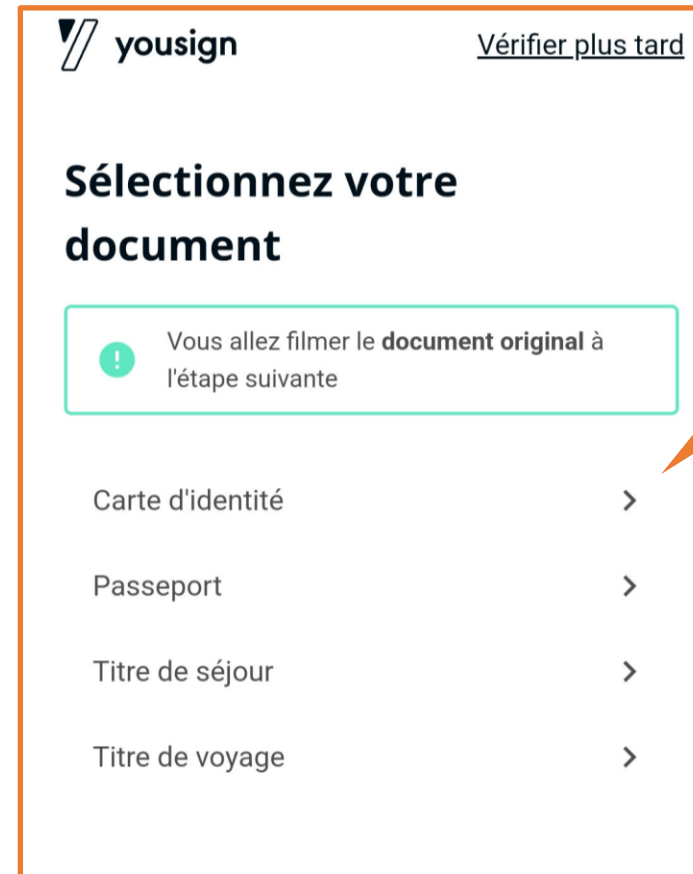 yousign
Vérifier plus tard
Sélectionnez votre
document
Vous allez filmer le document original à
l'étape suivante
Carte d'identité
Passeport
Titre de séjour
Titre de voyage